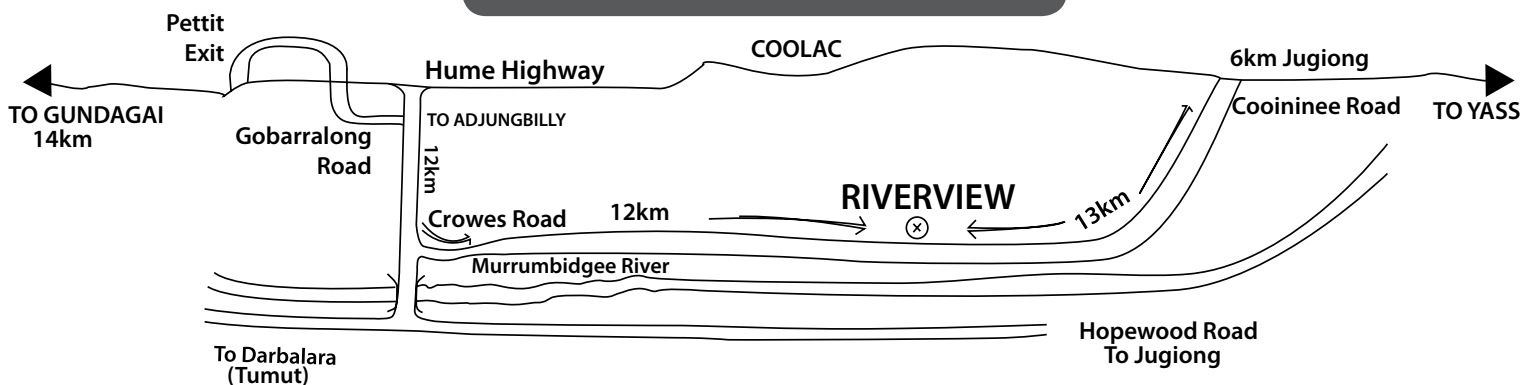 Pettit
Exit
COOLAC
Hume Highway
6km Jugiong
TO GUNDAGAI
14km
TO ADJUNGBILLY
Cooininee Road
TO YASS
Gobarralong
Road
12km
RIVERVIEW
Crowes Road
12km
13km
Murrumbidgee River
Hopewood Road
To Jugiong
To Darbalara
(Tumut)